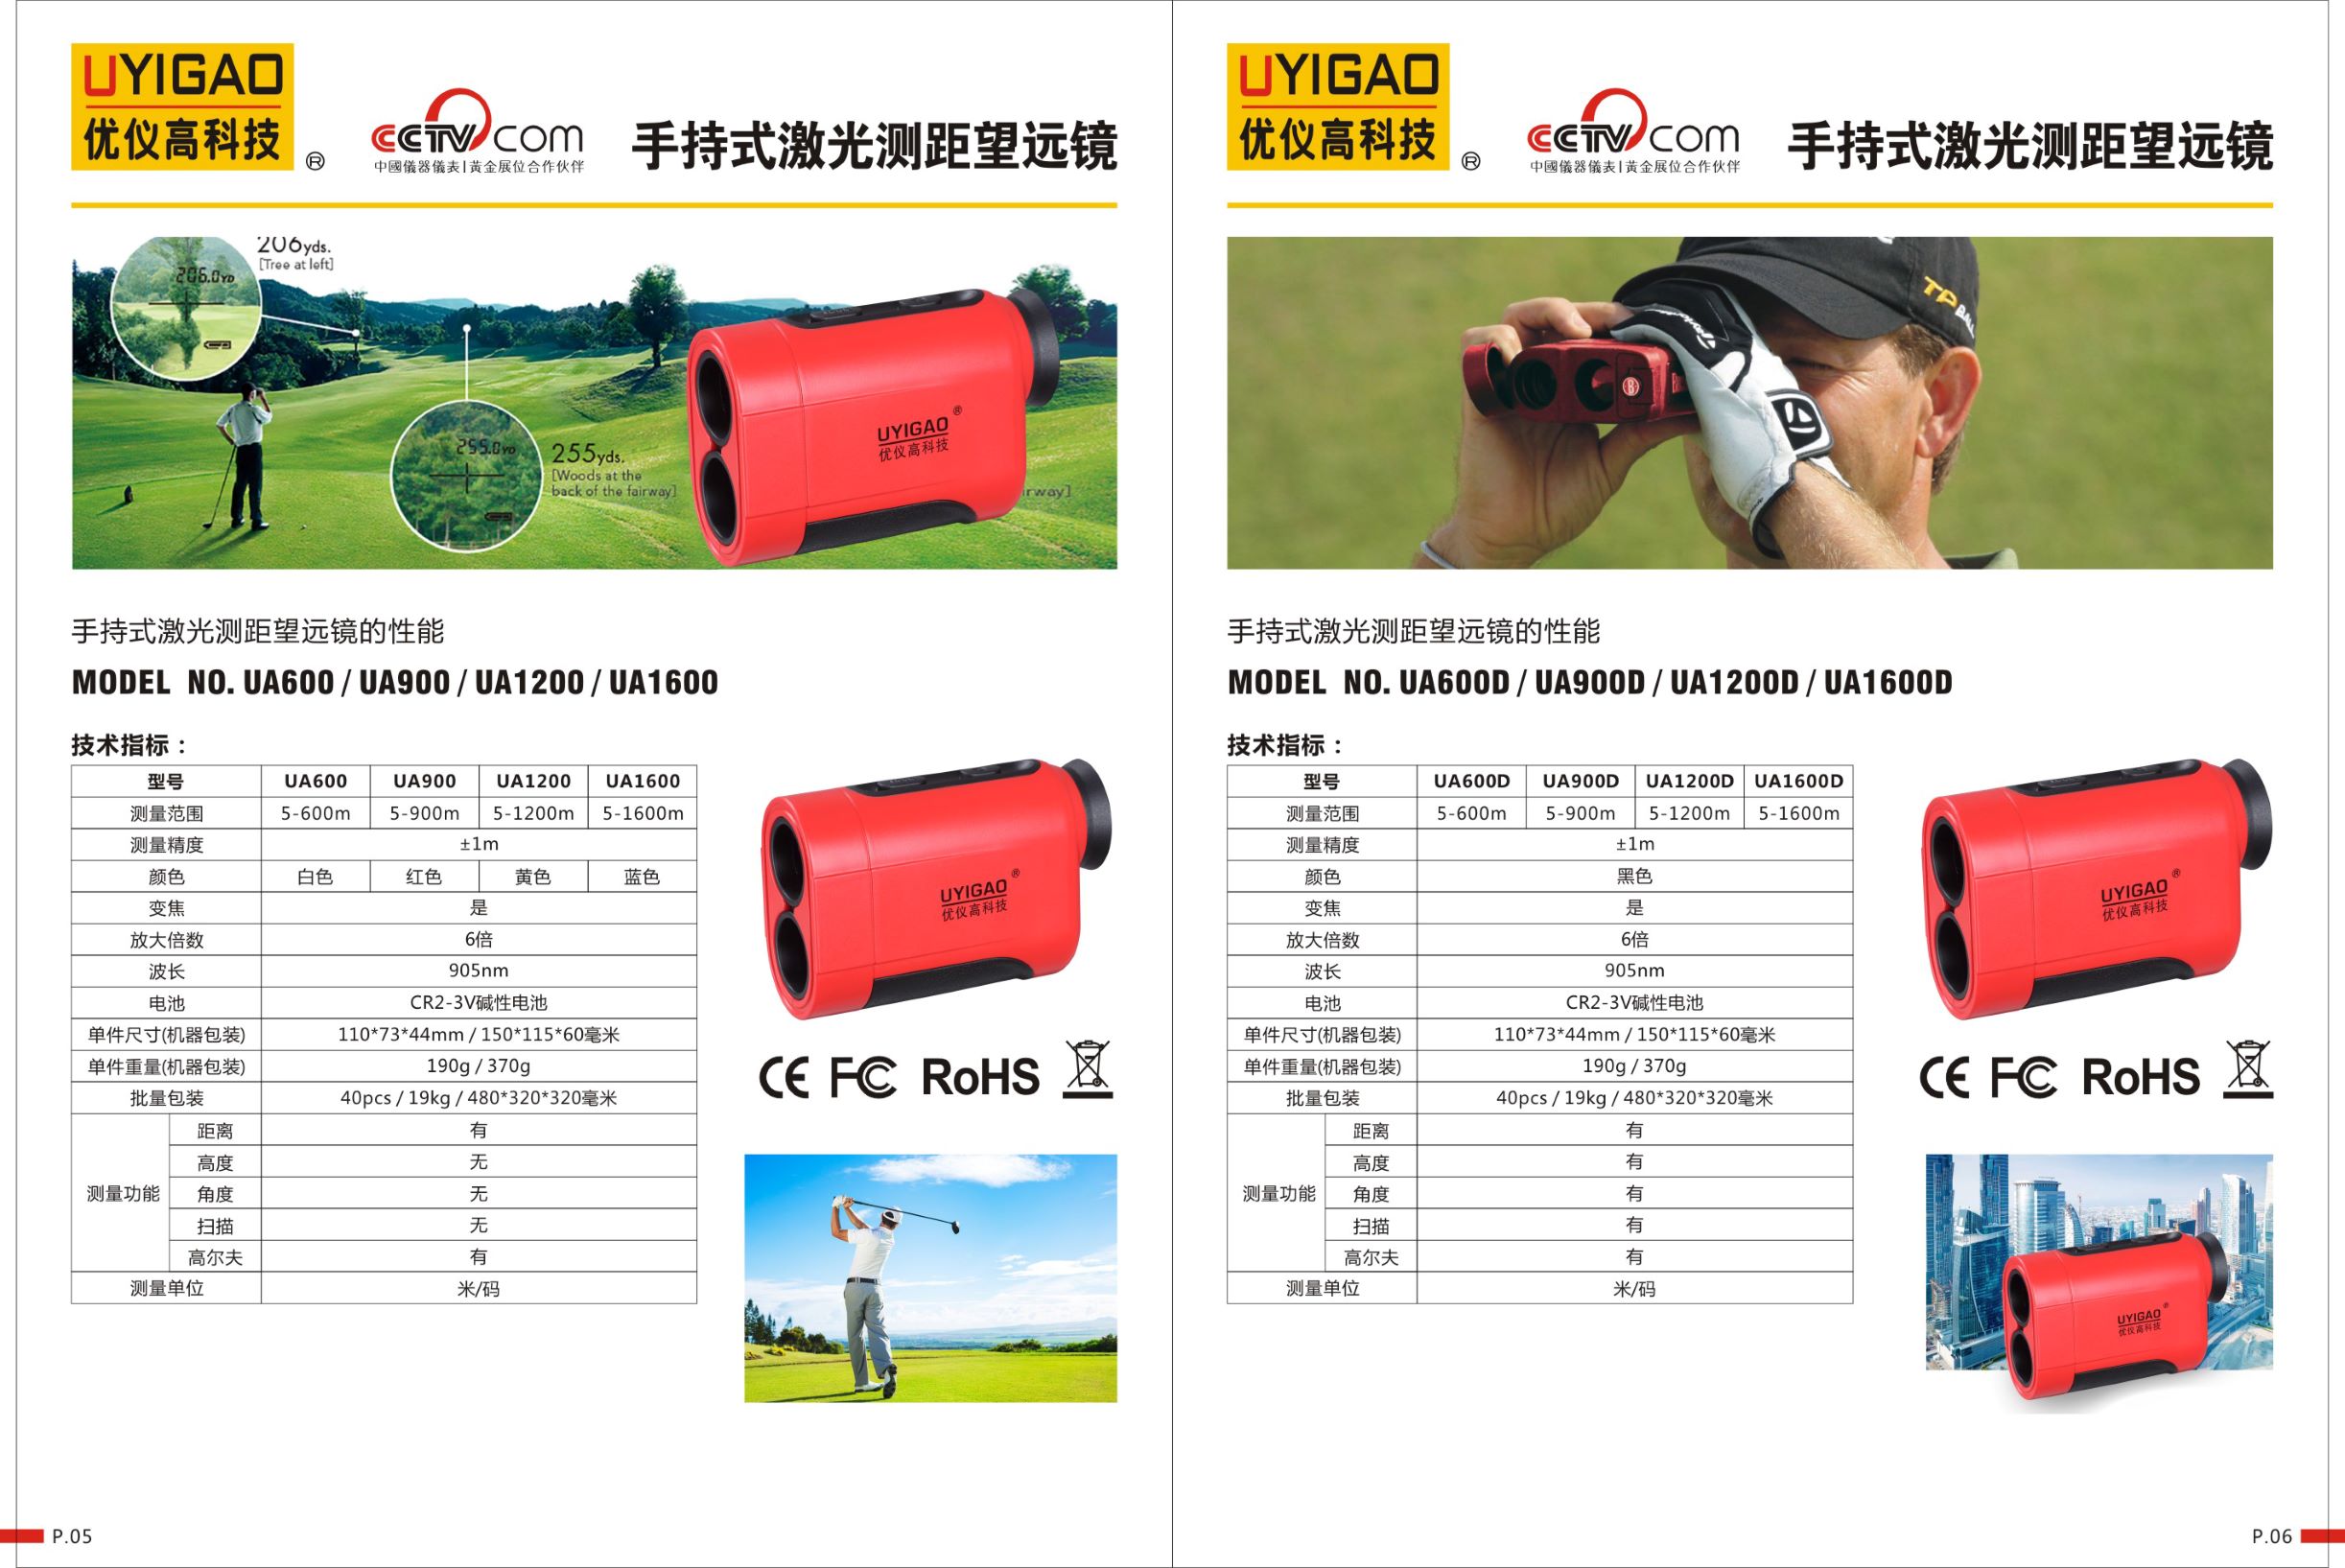 UYIGAO
优仪高科技
®
CCTV.com
中國儀器儀表|黃金展位合作伙伴
手持式激光测距望远镜
206yds.
[Tree at left]
206.0YD
255.0YD
255yds.
[Woods at the
back of the fairway]
irway]
UYIGAO®
优仪高科技
手持式激光测距望远镜的性能
MODEL NO. UA600 / UA900 / UA1200 / UA1600
技术指标：
型号 UA600 UA900 UA1200 UA1600
测量范围 5-600m 5-900m 5-1200m 5-1600m
测量精度 ±1m
颜色 白色 红色 黄色 蓝色
变焦 是
放大倍数 6倍
波长 905nm
电池 CR2-3V碱性电池
单件尺寸(机器包装) 110*73*44mm / 150*115*60毫米
单件重量(机器包装) 190g / 370g
批量包装 40pcs / 19kg / 480*320*320毫米
测量功能
距离 有
高度 无
角度 无
扫描 无
高尔夫 有
测量单位 米/码
UYIGAO®
优仪高科技
CE FC RoHS
P.05
UYIGAO
优仪高科技
®
CCTV.com
中國儀器儀表|黃金展位合作伙伴
手持式激光测距望远镜
TP BALL
B
手持式激光测距望远镜的性能
MODEL NO. UA600D / UA900D / UA1200D / UA1600D
技术指标：
型号 UA600D UA900D UA1200D UA1600D
测量范围 5-600m 5-900m 5-1200m 5-1600m
测量精度 ±1m
颜色 黑色
变焦 是
放大倍数 6倍
波长 905nm
电池 CR2-3V碱性电池
单件尺寸(机器包装) 110*73*44mm / 150*115*60毫米
单件重量(机器包装) 190g / 370g
批量包装 40pcs / 19kg / 480*320*320毫米
测量功能
距离 有
高度 有
角度 有
扫描 有
高尔夫 有
测量单位 米/码
UYIGAO®
优仪高科技
CE FC RoHS
UYIGAO®
优仪高科技
P.06